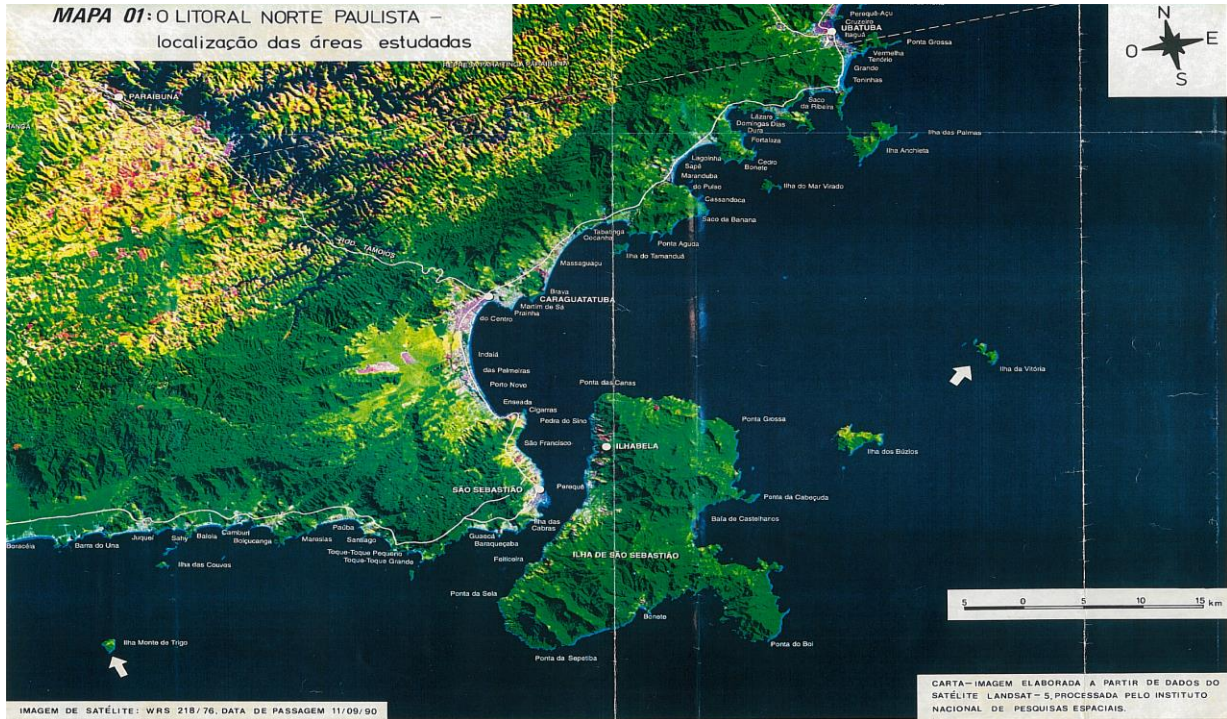 MAPA 01: O LITORAL NORTE PAULISTA –
localização das áreas estudadas
N
O
E
S
Perequê-Açu
Cruzeiro
Itaguá
UBATUBA
Ponta Grossa
Vermelha
Tenório
Grande
Toninhas
PARAIBUNA
Saco
da Ribeira
Lázaro
Domingas Dias
Dura
Fortaleza
Ilha das Palmas
Ilha Anchieta
Lagoinha
Sapê
Maranduba
do Pulso
Cedro
Bonete
Ilha do Mar Virado
Cassandoca
Saco da Banana
Tabatinga
Cocanha
Ponta Aguda
Ilha do Tamanduá
ROD. TAMOIOS
Massaguaçu
Brava
CARAGUATATUBA
Martim de Sá
Prainha
do Centro
Indaiá
das Palmeiras
Porto Novo
Ilha da Vitória
Ponta das Canas
Enseada
Cigarras
Pedra do Sino
Ponta Grossa
São Francisco
ILHABELA
Ilha dos Búzios
SÃO SEBASTIÃO
Perequê
Ponta da Cabeçuda
Baía de Castelhanos
Ilha das
Cabras
Guaecá
Baraqueçaba
Paúba
Santiago
Maresias
Camburi
Boiçucanga
Baleia
Sahy
Juqueí
Barra do Una
Boracéia
Toque-Toque Pequeno
Toque-Toque Grande
Feiticeira
ILHA DE SÃO SEBASTIÃO
Ilha das Couves
Ponta da Sela
Bonete
5 0 5 10 15 km
Ilha Monte de Trigo
Ponta do Boi
Ponta da Sepetiba
IMAGEM DE SATÉLITE: WRS 218/76, DATA DE PASSAGEM 11/09/90
CARTA–IMAGEM ELABORADA A PARTIR DE DADOS DO
SATÉLITE LANDSAT–5, PROCESSADA PELO INSTITUTO
NACIONAL DE PESQUISAS ESPACIAIS.